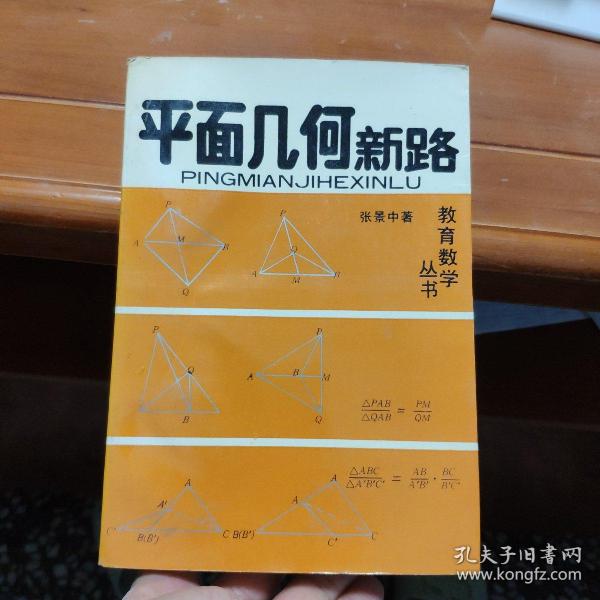 平面几何新路
PINGMIANJIHEXINLU
张景中著
教育数学
丛书
P
A
M
B
Q
P
Q
A
M
B
P
Q
B
P
A
B
M
Q
△PAB/△QAB = PM/QM
△ABC/△A'B'C' = AB/A'B' · BC/B'C'
A
A'
C'
B(B')
C
A
A
B(B')
C'
C
孔夫子旧书网
www.kongfz.com